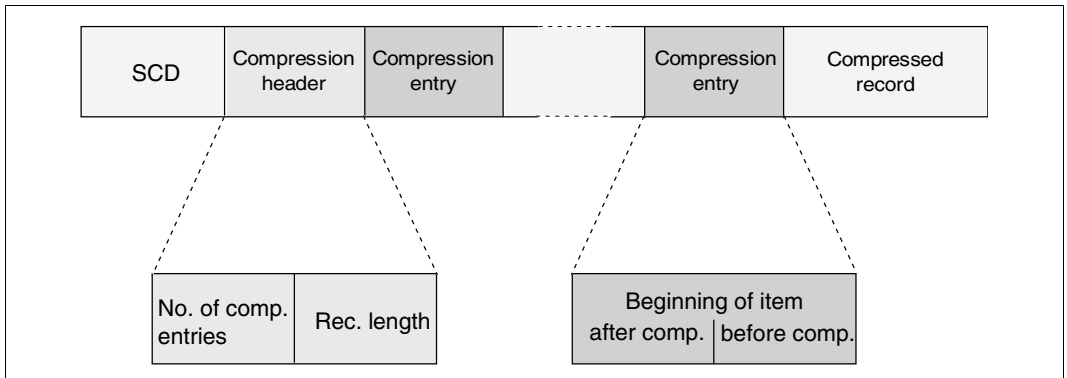 SCD
Compression
header
Compression
entry
Compression
entry
Compressed
record
No. of comp.
entries
Rec. length
Beginning of item
after comp.
before comp.